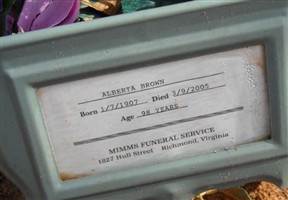 ALBERTA BROWN
Born 1/7/1907 Died 3/9/2005
Age 98 YEARS
MIMMS FUNERAL SERVICE
1827 Hull Street Richmond, Virginia